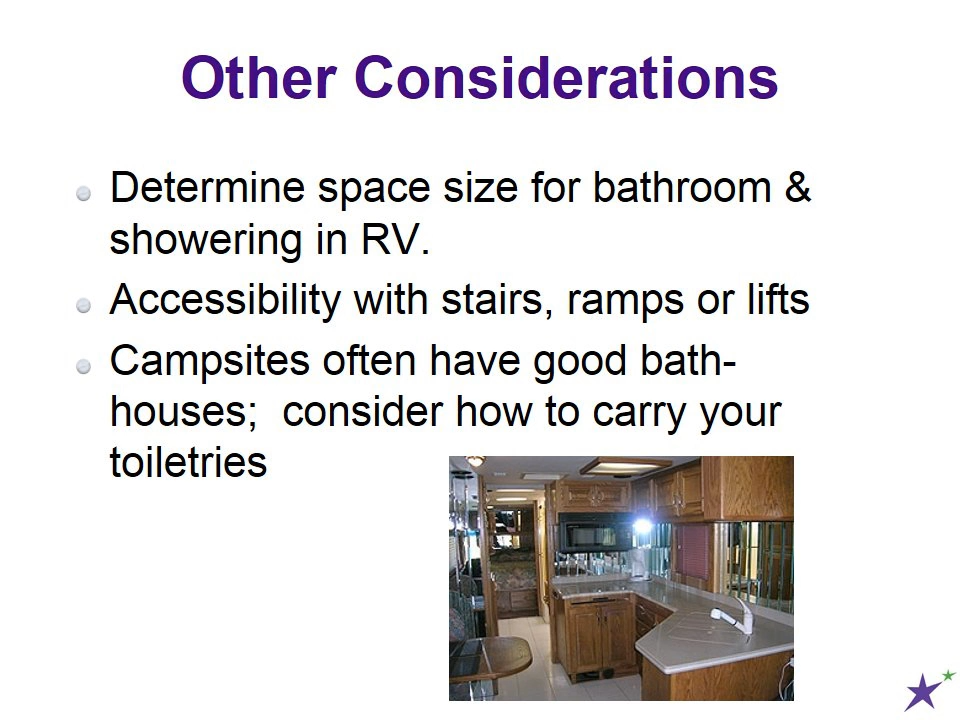 Other Considerations
Determine space size for bathroom &
showering in RV.
Accessibility with stairs, ramps or lifts
Campsites often have good bath-
houses;  consider how to carry your
toiletries